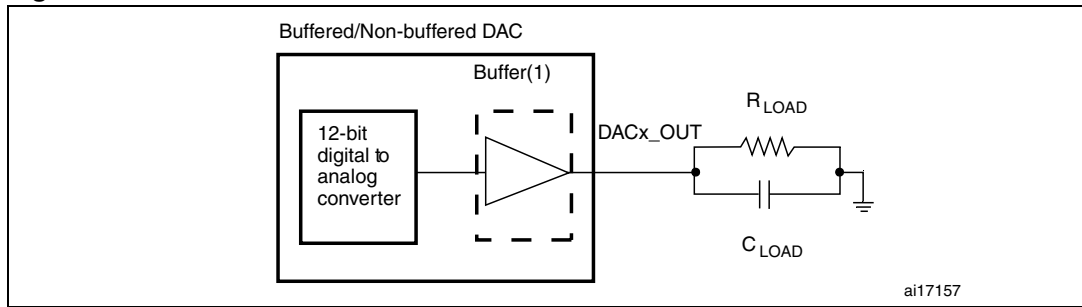 Buffered/Non-buffered DAC
Buffer(1)
12-bit
digital to
analog
converter
DACx_OUT
R LOAD
C LOAD
ai17157